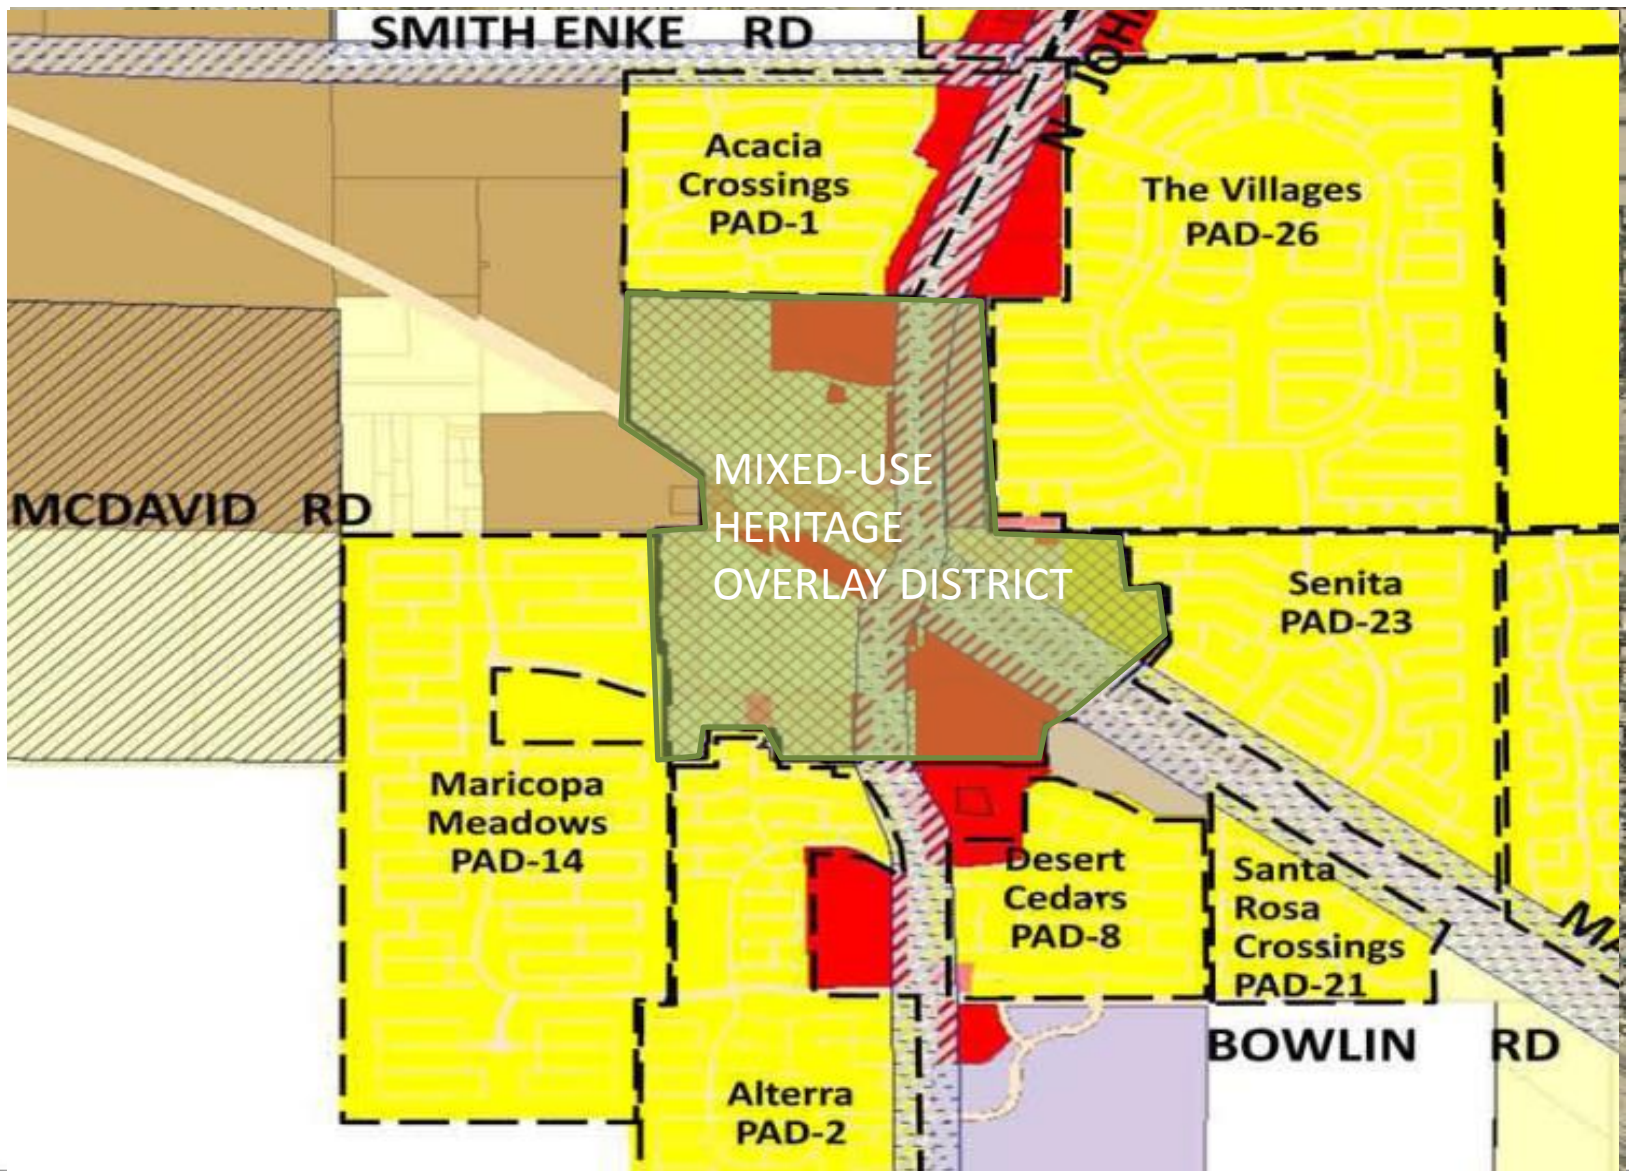 SMITH ENKE RD
N JOH
Acacia
Crossings
PAD-1
The Villages
PAD-26
MIXED-USE
HERITAGE
OVERLAY DISTRICT
MCDAVID RD
Senita
PAD-23
Maricopa
Meadows
PAD-14
Desert
Cedars
PAD-8
Santa
Rosa
Crossings
PAD-21
MA
BOWLIN RD
Alterra
PAD-2